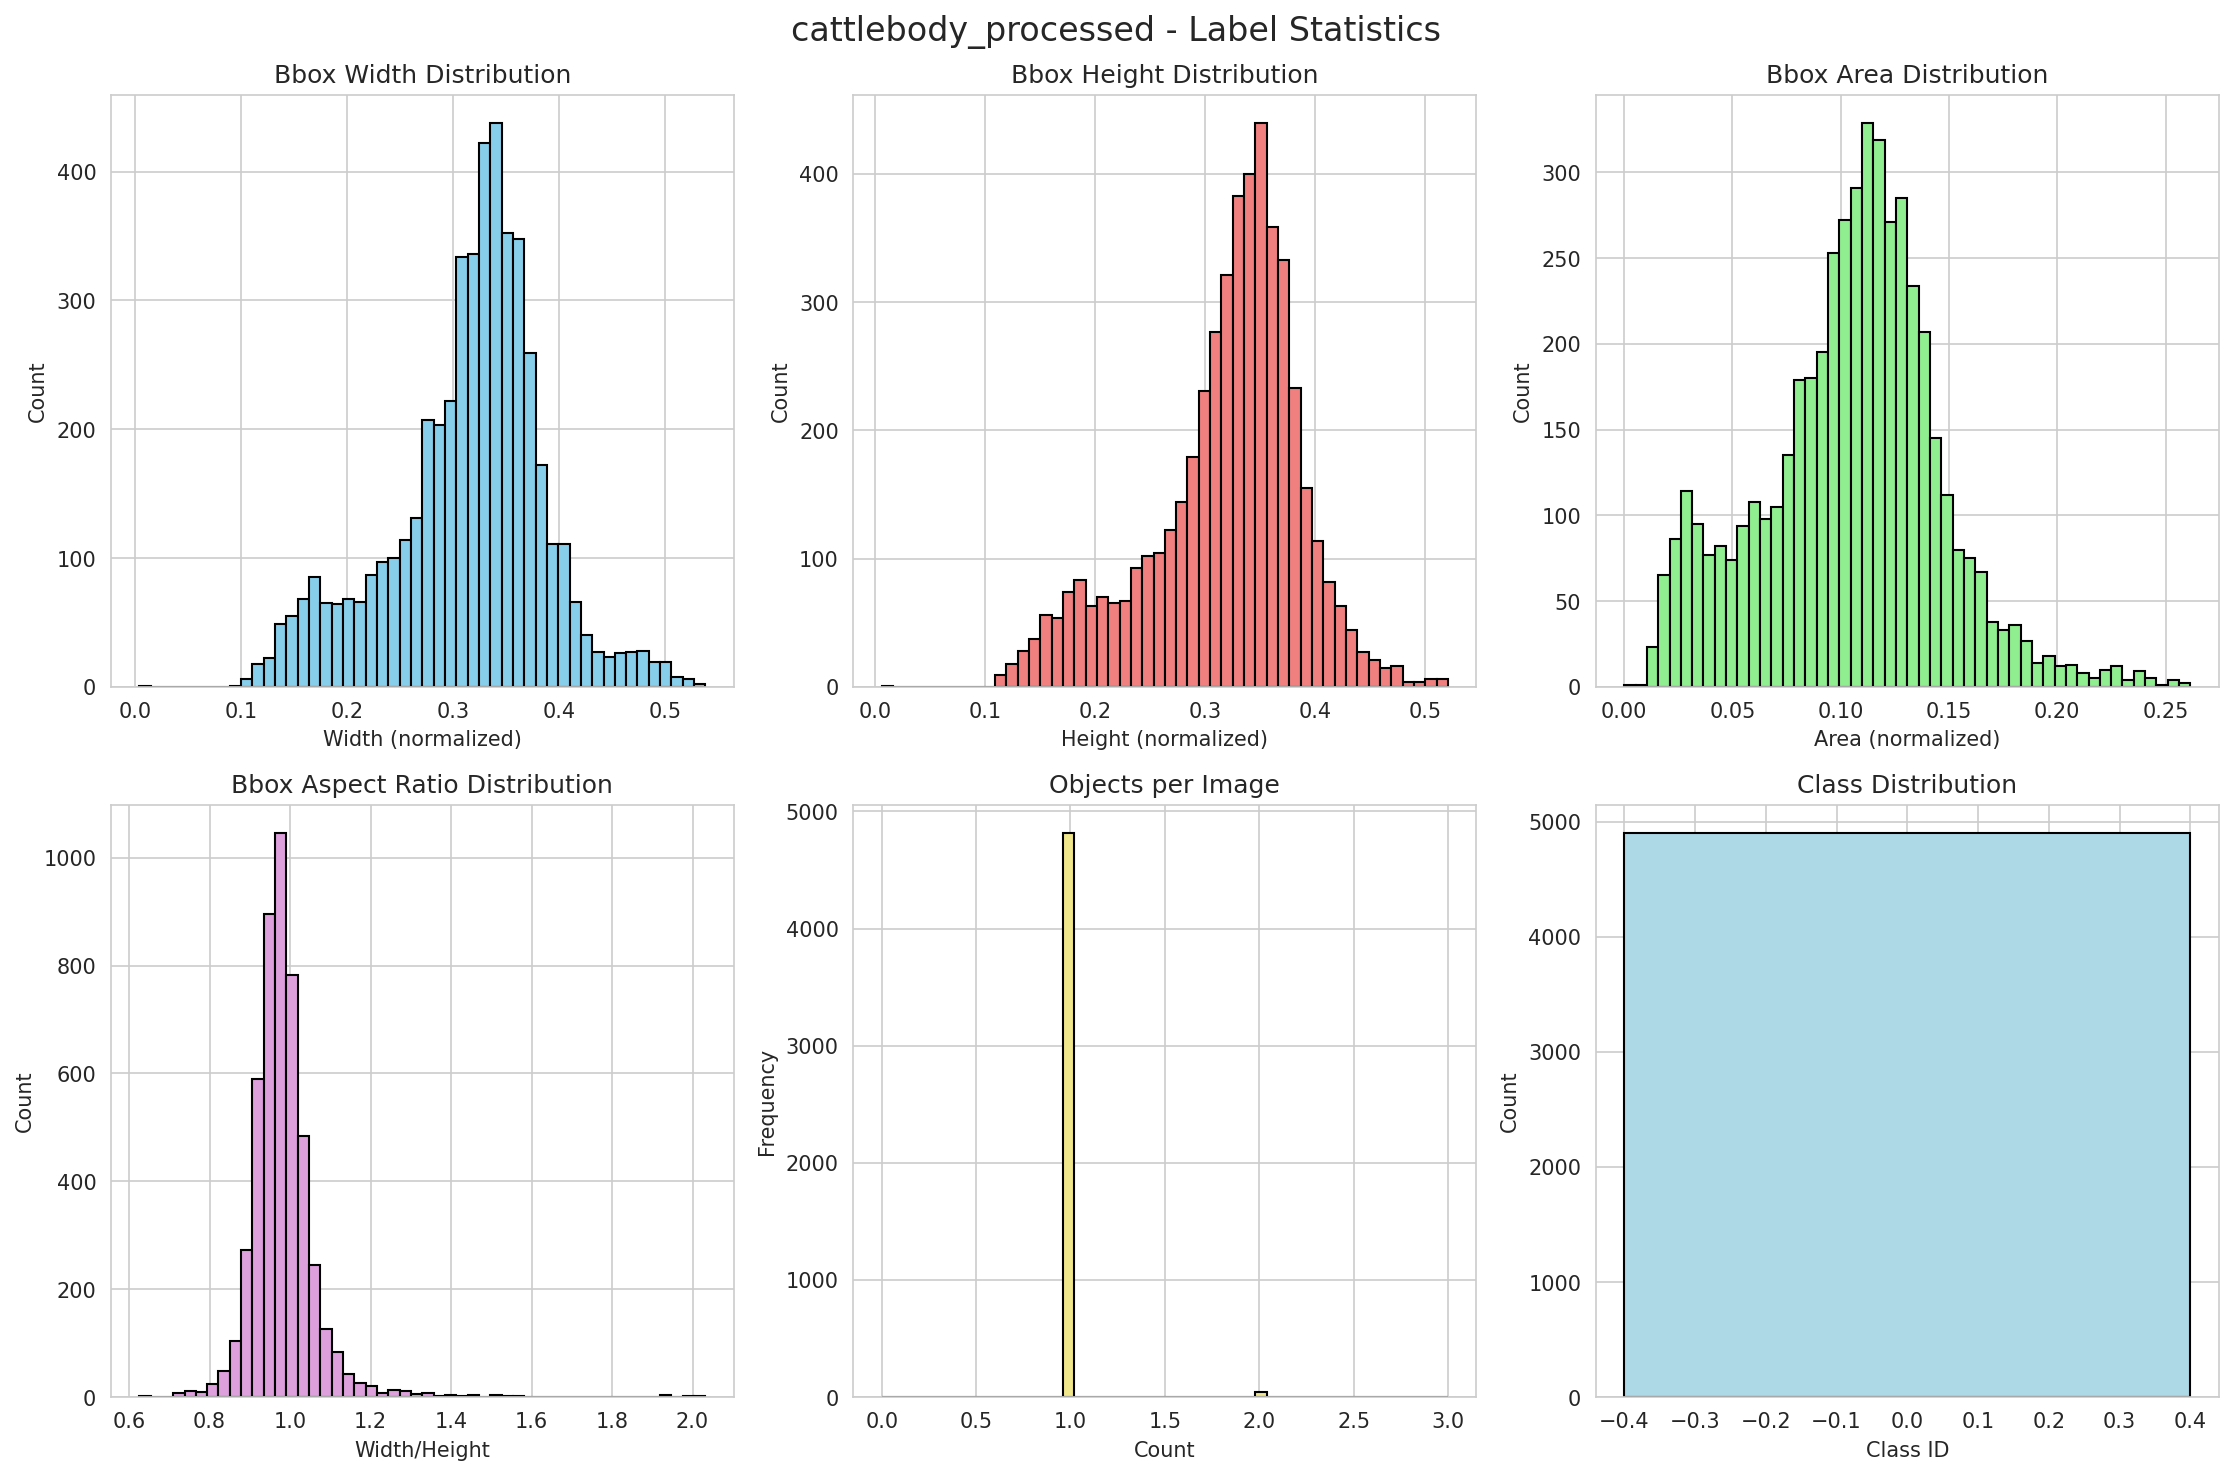 cattlebody_processed - Label Statistics
Bbox Width Distribution
Count
400
300
200
100
0
0.0 0.1 0.2 0.3 0.4 0.5
Width (normalized)
Bbox Height Distribution
Count
400
300
200
100
0
0.0 0.1 0.2 0.3 0.4 0.5
Height (normalized)
Bbox Area Distribution
Count
300
250
200
150
100
50
0
0.00 0.05 0.10 0.15 0.20 0.25
Area (normalized)
Bbox Aspect Ratio Distribution
Count
1000
800
600
400
200
0
0.6 0.8 1.0 1.2 1.4 1.6 1.8 2.0
Width/Height
Objects per Image
Frequency
5000
4000
3000
2000
1000
0
0.0 0.5 1.0 1.5 2.0 2.5 3.0
Count
Class Distribution
Count
5000
4000
3000
2000
1000
0
−0.4 −0.3 −0.2 −0.1 0.0 0.1 0.2 0.3 0.4
Class ID